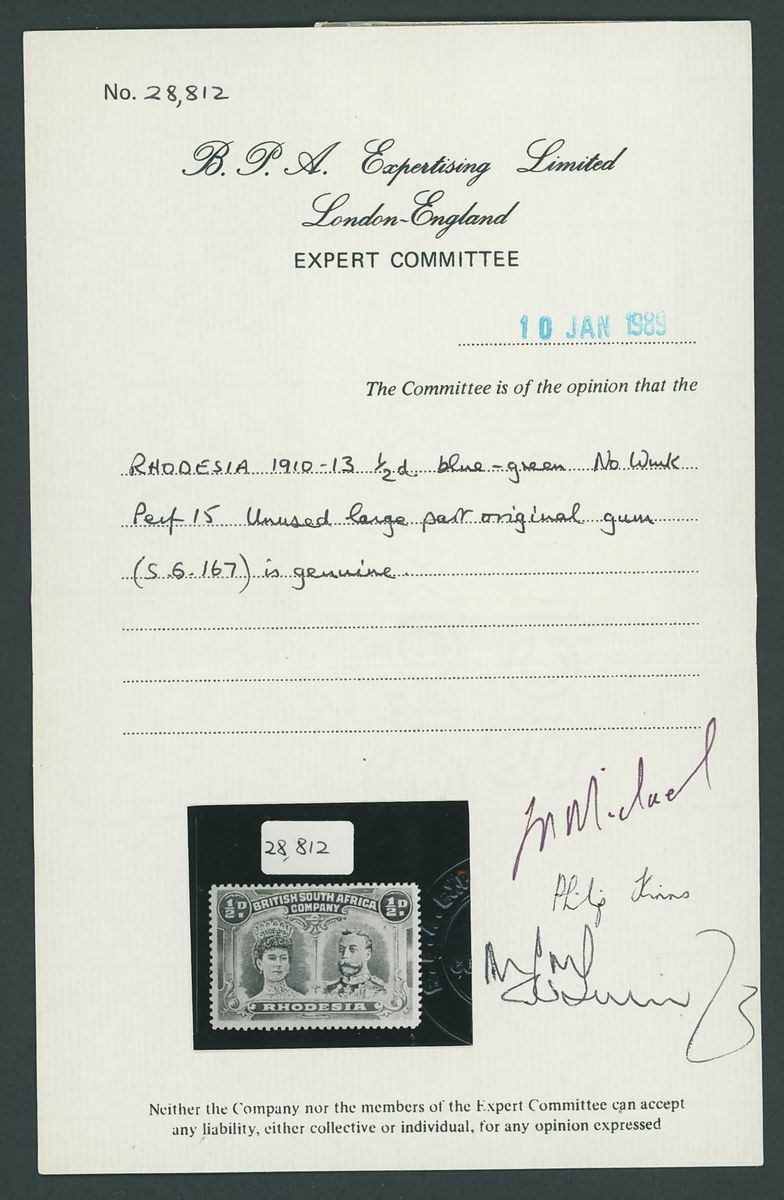 No. 28,812
B. P. A. Expertising Limited
London-England
EXPERT COMMITTEE
10 JAN 1989
The Committee is of the opinion that the
RHODESIA 1910-13 ½d blue-green No Wmk
Perf 15 Unused large part original gum
(S.G.167) is genuine.
28,812
½D. BRITISH SOUTH AFRICA ½D.
COMPANY
RHODESIA
Michael
Philip
Neither the Company nor the members of the Expert Committee can accept
any liability, either collective or individual, for any opinion expressed